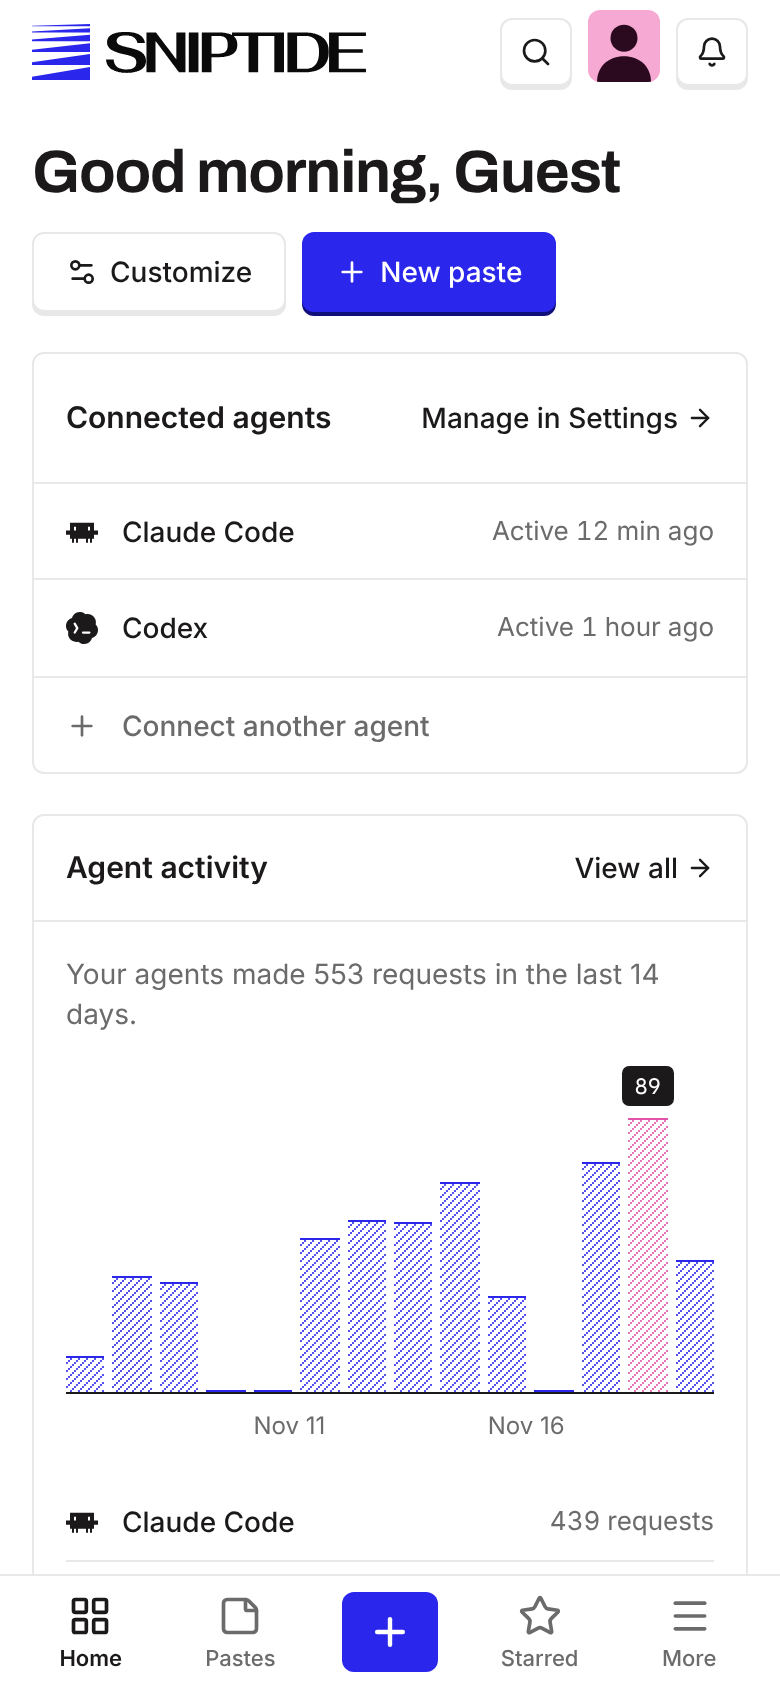 SNIPTIDE
Good morning, Guest
Customize
New paste
Connected agents
Manage in Settings →
Claude Code
Active 12 min ago
Codex
Active 1 hour ago
Connect another agent
Agent activity
View all →
Your agents made 553 requests in the last 14
days.
89
Nov 11
Nov 16
Claude Code
439 requests
Home
Pastes
Starred
More